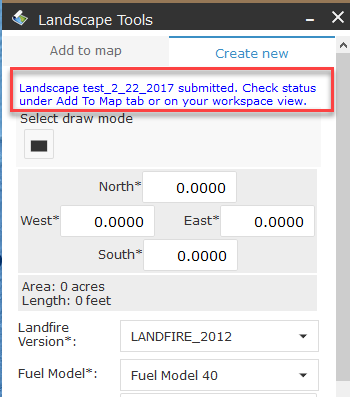 Landscape Tools
Add to map
Create new
Landscape test_2_22_2017 submitted. Check status
under Add To Map tab or on your workspace view.
Select draw mode
North* 0.0000
West* 0.0000 East* 0.0000
South* 0.0000
Area: 0 acres
Length: 0 feet
Landfire
Version*: LANDFIRE_2012
Fuel Model*: Fuel Model 40